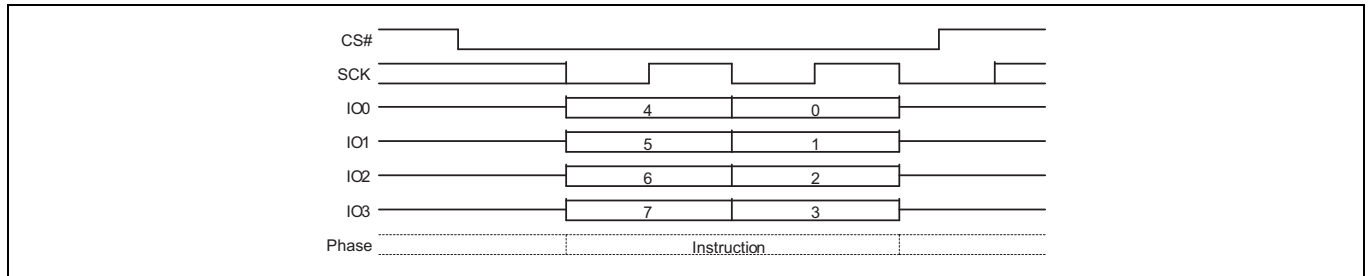 CS#
SCK
IO0 4 0
IO1 5 1
IO2 6 2
IO3 7 3
Phase Instruction